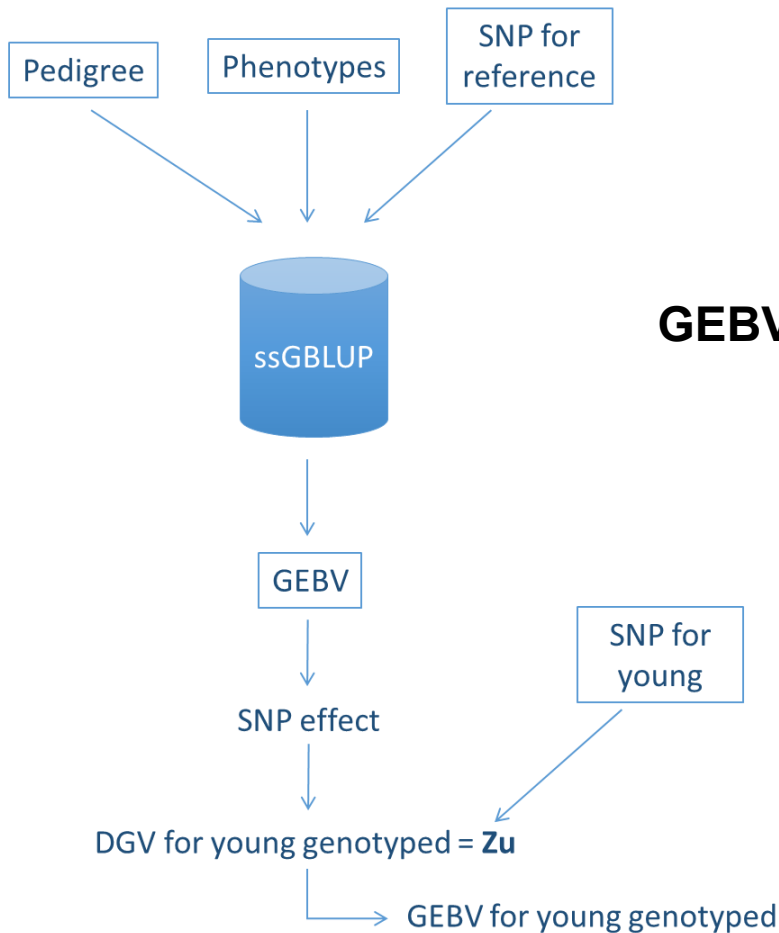 Pedigree
Phenotypes
SNP for
reference
ssGBLUP
GEBV
GEBV
SNP for
young
SNP effect
DGV for young genotyped = Zu
GEBV for young genotyped